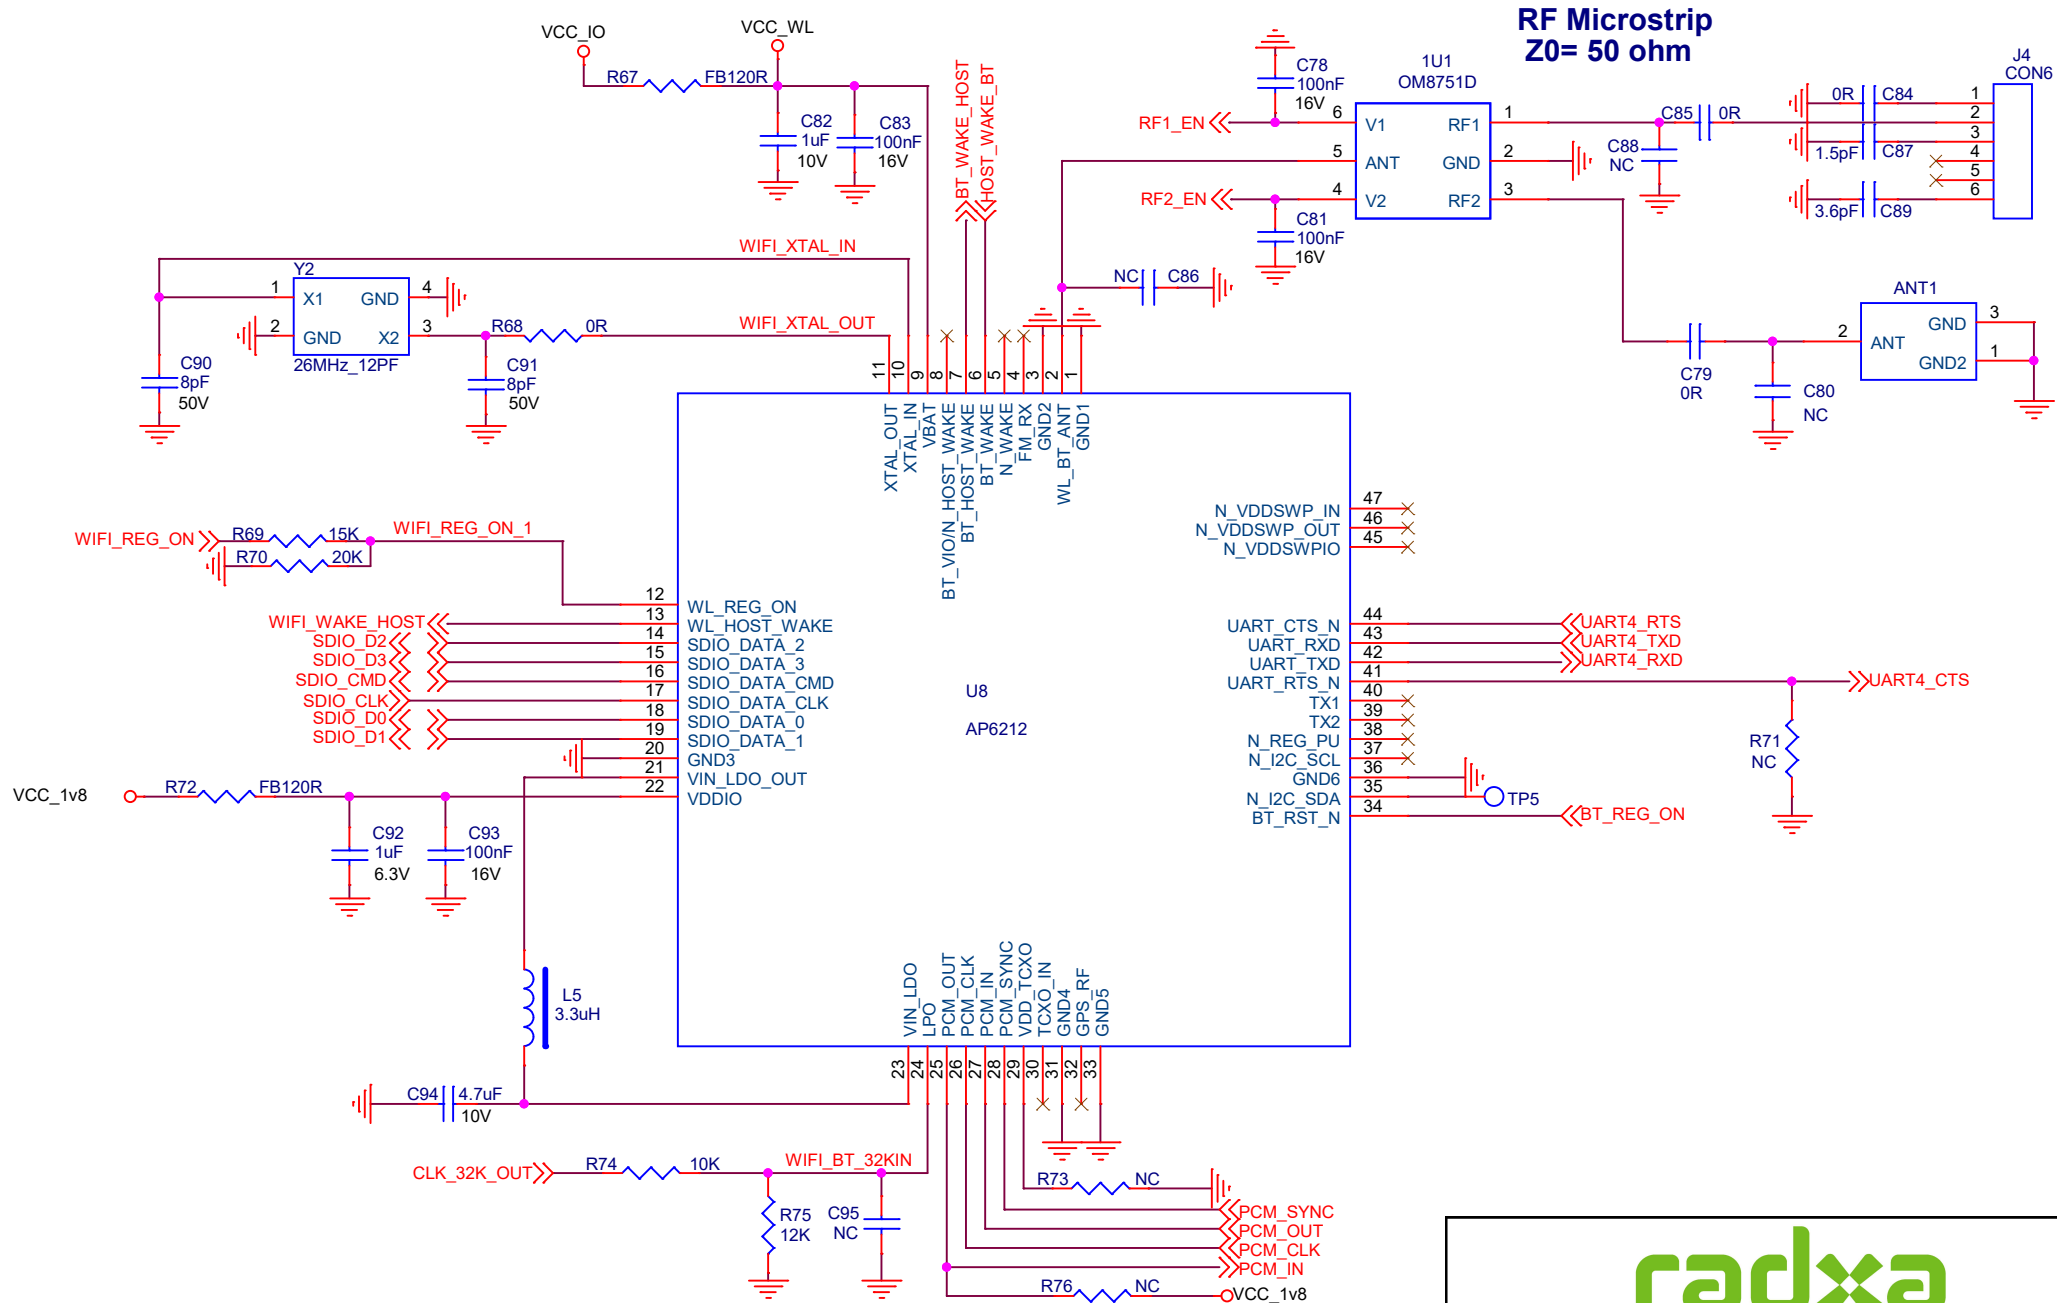 RF Microstrip
Z0= 50 ohm
VCC_IO
VCC_WL
R67
FB120R
C82
1uF
10V
C83
100nF
16V
BT_WAKE_HOST
HOST_WAKE_BT
C78
100nF
16V
1U1
OM8751D
RF1_EN
6
V1
RF1
1
5
ANT
GND
2
RF2_EN
4
V2
RF2
3
C81
100nF
16V
C85
0R
C88
NC
J4
CON6
0R
C84
1
2
3
1.5pF
C87
4
5
6
3.6pF
C89
WIFI_XTAL_IN
Y2
1
X1
GND
4
2
GND
X2
3
26MHz_12PF
R68
0R
WIFI_XTAL_OUT
C90
8pF
50V
C91
8pF
50V
NC
C86
ANT1
2
ANT
GND
3
GND2
1
C79
0R
C80
NC
11
10
9
8
7
6
5
4
3
2
1
XTAL_OUT
XTAL_IN
VBAT
BT_VIO/N_HOST_WAKE
BT_HOST_WAKE
BT_WAKE
N_WAKE
FM_RX
GND2
WL_BT_ANT
GND1
WIFI_REG_ON
R69
15K
WIFI_REG_ON_1
R70
20K
12
WL_REG_ON
WIFI_WAKE_HOST
13
WL_HOST_WAKE
SDIO_D2
14
SDIO_DATA_2
SDIO_D3
15
SDIO_DATA_3
SDIO_CMD
16
SDIO_DATA_CMD
SDIO_CLK
17
SDIO_DATA_CLK
SDIO_D0
18
SDIO_DATA_0
SDIO_D1
19
SDIO_DATA_1
20
GND3
21
VIN_LDO_OUT
22
VDDIO
VCC_1v8
R72
FB120R
C92
1uF
6.3V
C93
100nF
16V
U8
AP6212
N_VDDSWP_IN
47
N_VDDSWP_OUT
46
N_VDDSWPIO
45
UART_CTS_N
44
UART4_RTS
UART_RXD
43
UART4_TXD
UART_TXD
42
UART4_RXD
UART_RTS_N
41
UART4_CTS
TX1
40
TX2
39
N_REG_PU
38
N_I2C_SCL
37
GND6
36
N_I2C_SDA
35
TP5
BT_RST_N
34
BT_REG_ON
R71
NC
L5
3.3uH
C94
4.7uF
10V
VIN_LDO
LPO
PCM_OUT
PCM_CLK
PCM_IN
PCM_SYNC
VDD_TCXO
TCXO_IN
GND4
GPS_RF
GND5
23
24
25
26
27
28
29
30
31
32
33
CLK_32K_OUT
R74
10K
WIFI_BT_32KIN
R75
12K
C95
NC
R73
NC
PCM_SYNC
PCM_OUT
PCM_CLK
PCM_IN
R76
NC
VCC_1v8
radxa